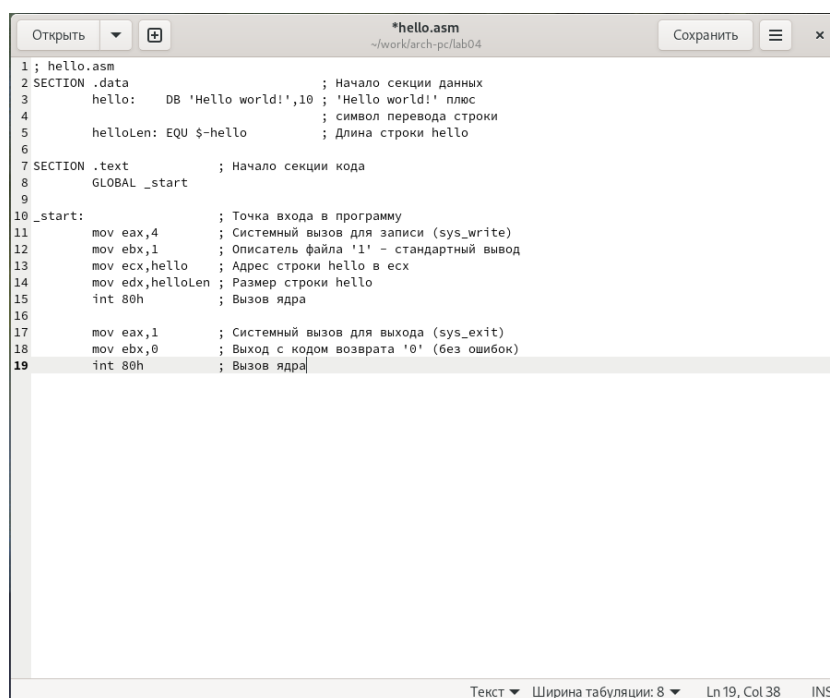 Открыть
*hello.asm
~/work/arch-pc/lab04
Сохранить
1 ; hello.asm
2 SECTION .data ; Начало секции данных
3 hello: DB 'Hello world!',10 ; 'Hello world!' плюс
4 ; символ перевода строки
5 helloLen: EQU $-hello ; Длина строки hello
6
7 SECTION .text ; Начало секции кода
8 GLOBAL _start
9
10 _start: ; Точка входа в программу
11 mov eax,4 ; Системный вызов для записи (sys_write)
12 mov ebx,1 ; Описатель файла '1' - стандартный вывод
13 mov ecx,hello ; Адрес строки hello в ecx
14 mov edx,helloLen ; Размер строки hello
15 int 80h ; Вызов ядра
16
17 mov eax,1 ; Системный вызов для выхода (sys_exit)
18 mov ebx,0 ; Выход с кодом возврата '0' (без ошибок)
19 int 80h ; Вызов ядра
Текст Ширина табуляции: 8 Ln 19, Col 38 INS